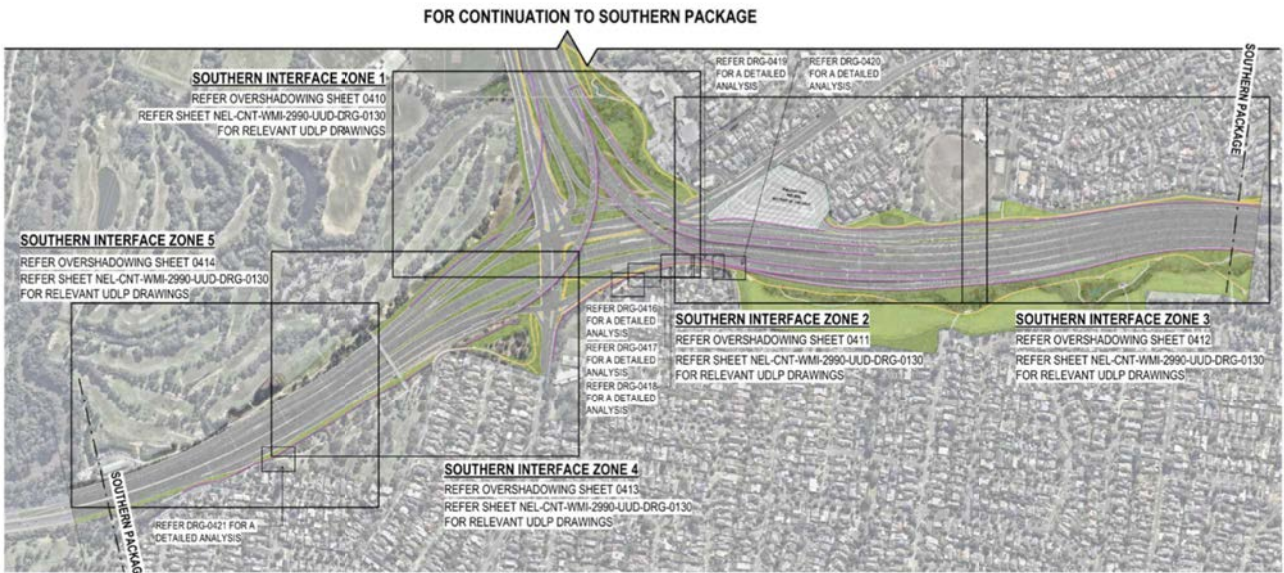 FOR CONTINUATION TO SOUTHERN PACKAGE
SOUTHERN INTERFACE ZONE 1
REFER OVERSHADOWING SHEET 0410
REFER SHEET NEL-CNT-WMI-2990-UUD-DRG-0130
FOR RELEVANT UDLP DRAWINGS
REFER DRG-0419
FOR A DETAILED
ANALYSIS
REFER DRG-0420
FOR A DETAILED
ANALYSIS
SOUTHERN PACKAGE
SOUTHERN INTERFACE ZONE 5
REFER OVERSHADOWING SHEET 0414
REFER SHEET NEL-CNT-WMI-2990-UUD-DRG-0130
FOR RELEVANT UDLP DRAWINGS
REFER DRG-0416
FOR A DETAILED
ANALYSIS
REFER DRG-0417
FOR A DETAILED
ANALYSIS
REFER DRG-0418
FOR A DETAILED
ANALYSIS
SOUTHERN INTERFACE ZONE 2
REFER OVERSHADOWING SHEET 0411
REFER SHEET NEL-CNT-WMI-2990-UUD-DRG-0130
FOR RELEVANT UDLP DRAWINGS
SOUTHERN INTERFACE ZONE 3
REFER OVERSHADOWING SHEET 0412
REFER SHEET NEL-CNT-WMI-2990-UUD-DRG-0130
FOR RELEVANT UDLP DRAWINGS
SOUTHERN INTERFACE ZONE 4
REFER OVERSHADOWING SHEET 0413
REFER SHEET NEL-CNT-WMI-2990-UUD-DRG-0130
FOR RELEVANT UDLP DRAWINGS
SOUTHERN PACKAG
REFER DRG-0421 FOR A
DETAILED ANALYSIS